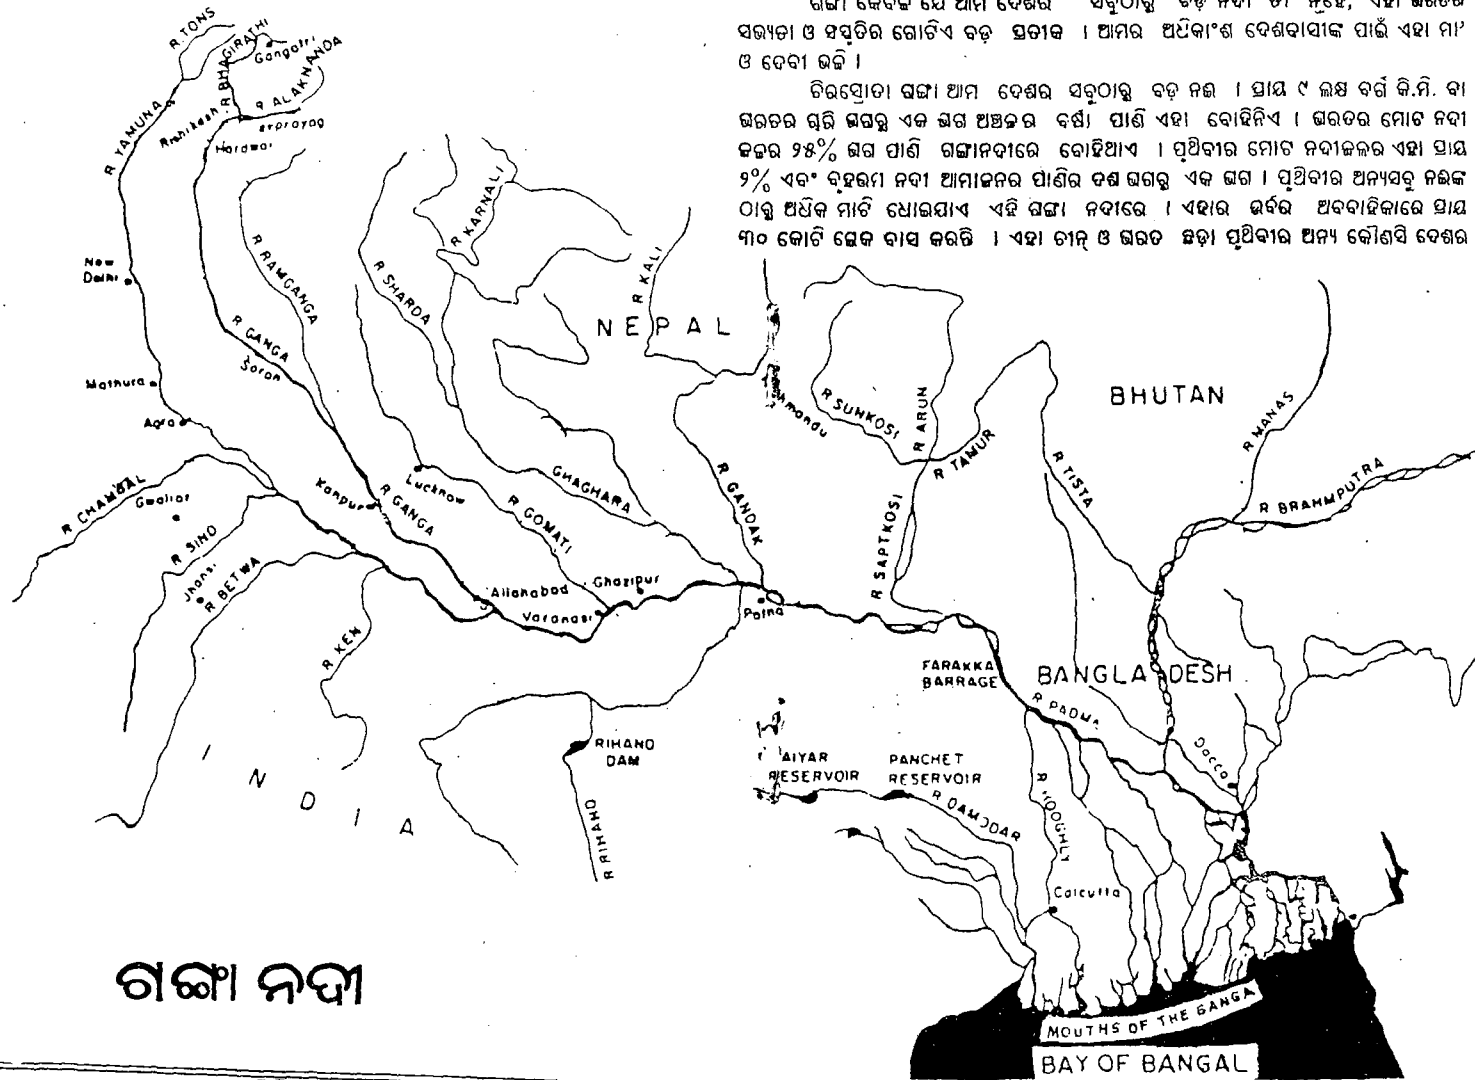 ଗଙ୍ଗା କେବଳ ଯେ ଆମ ଦେଶର ସବୁଠାରୁ ବଡ଼ ନଦୀ ତା ନୁହେଁ, ଏହା ଭାରତର
ସଭ୍ୟତା ଓ ସଂସ୍କୃତିର ଗୋଟିଏ ବଡ଼ ପ୍ରତୀକ । ଆମର ଅଧିକାଂଶ ଦେଶବାସୀଙ୍କ ପାଇଁ ଏହା ମା'
ଓ ଦେବୀ ଭଳି ।
ଚିରସ୍ରୋତା ଗଙ୍ଗା ଆମ ଦେଶର ସବୁଠାରୁ ବଡ଼ ନଈ । ପ୍ରାୟ ୯ ଲକ୍ଷ ବର୍ଗ କି.ମି. ବା
ଭାରତର ଚାରି ଭାଗରୁ ଏକ ଭାଗ ଅଞ୍ଚଳର ବର୍ଷା ପାଣି ଏହା ବୋହିନିଏ । ଭାରତର ମୋଟ ନଦୀ
ଜଳର ୨୫% ଭାଗ ପାଣି ଗଙ୍ଗାନଦୀରେ ବୋହିଥାଏ । ପୃଥିବୀର ମୋଟ ନଦୀଜଳର ଏହା ପ୍ରାୟ
୨% ଏବଂ ବୃହତ୍ତମ ନଦୀ ଆମାଜନର ପାଣିର ଦଶ ଭାଗରୁ ଏକ ଭାଗ । ପୃଥିବୀର ଅନ୍ୟସବୁ ନଈଙ୍କ
ଠାରୁ ଅଧିକ ମାଟି ଧୋଇଯାଏ ଏହି ଗଙ୍ଗା ନଦୀରେ । ଏହାର ଉର୍ବର ଅବବାହିକାରେ ପ୍ରାୟ
୩୦ କୋଟି ଲୋକ ବାସ କରନ୍ତି । ଏହା ଚୀନ୍ ଓ ଭାରତ ଛଡ଼ା ପୃଥିବୀର ଅନ୍ୟ କୌଣସି ଦେଶର
R. TONS
R BHAGIRATHI
Gangotri
R ALAKNANDA
R YAMUNA
Rishikesh
Hardwar
New
Delhi
R RAMGANGA
R SHARDA
R KARNALI
R KALI
NEPAL
R GANGA
Soron
Mathura
Agra
R SUNKOSI
R ARUN
R TAMUR
BHUTAN
R MANAS
R CHAMBAL
Gwalior
Kanpur
R GANGA
Lucknow
R GOMATI
GHAGHARA
R GANDAK
R SAPTKOSI
R TISTA
R BRAHMPUTRA
R SIND
Jhansi
R BETWA
R KEN
Allahabad
Varanasi
Ghazipur
Patna
FARAKKA
BARRAGE
BANGLADESH
R PADMA
Dacca
INDIA
RIHAND
DAM
R RIHAND
AIYAR
RESERVOIR
PANCHET
RESERVOIR
R DAMODAR
R HOOGHLY
Calcutta
ଗଙ୍ଗା ନଦୀ
MOUTHS OF THE GANGA
BAY OF BANGAL